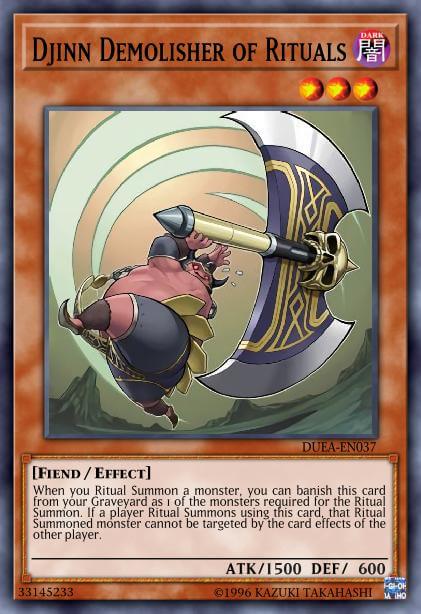 DJINN DEMOLISHER OF RITUALS
DARK
闇
DUEA-EN037
[FIEND / EFFECT]
When you Ritual Summon a monster, you can banish this card
from your Graveyard as 1 of the monsters required for the Ritual
Summon. If a player Ritual Summons using this card, that Ritual
Summoned monster cannot be targeted by the card effects of the
other player.
ATK/1500 DEF/ 600
33145233
©1996 KAZUKI TAKAHASHI